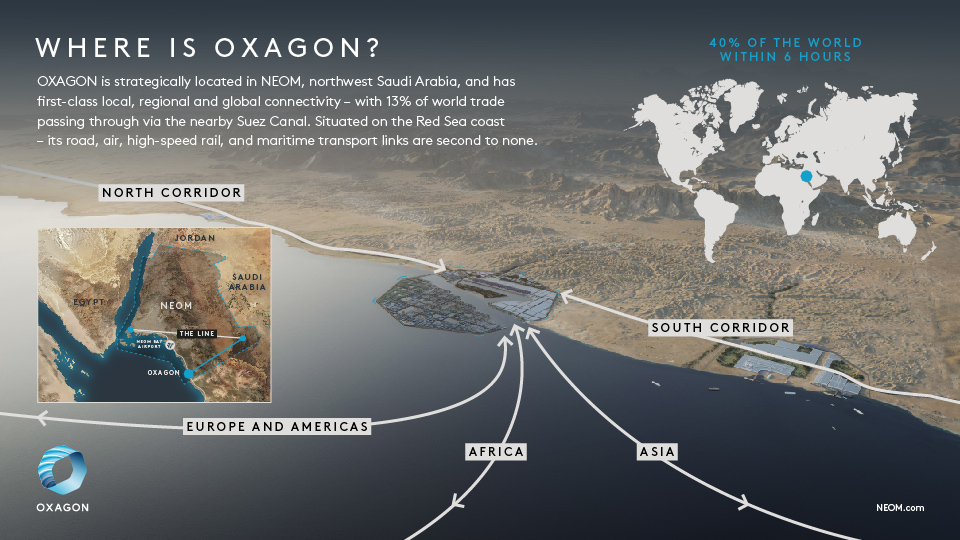 WHERE IS OXAGON?
OXAGON is strategically located in NEOM, northwest Saudi Arabia, and has
first-class local, regional and global connectivity – with 13% of world trade
passing through via the nearby Suez Canal. Situated on the Red Sea coast
– its road, air, high-speed rail, and maritime transport links are second to none.
40% OF THE WORLD
WITHIN 6 HOURS
NORTH CORRIDOR
JORDAN
SAUDI
ARABIA
EGYPT
NEOM
THE LINE
NEOM BAY
AIRPORT
OXAGON
SOUTH CORRIDOR
EUROPE AND AMERICAS
AFRICA
ASIA
OXAGON
NEOM.com